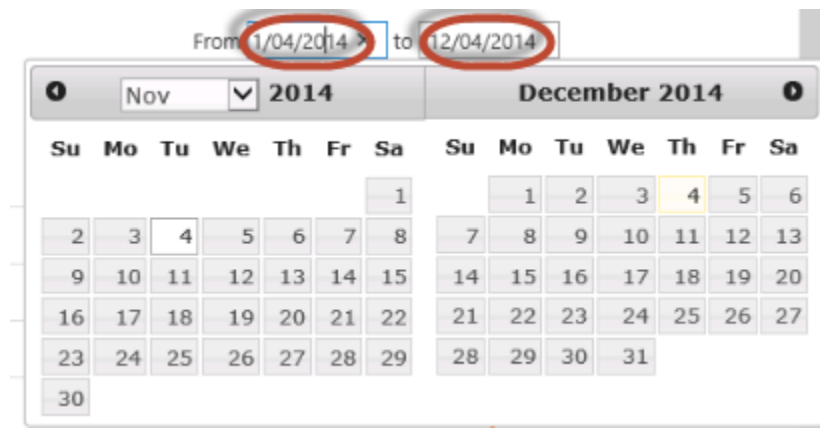 From 1/04/2014 × to 12/04/2014
Nov 2014 December 2014
Su Mo Tu We Th Fr Sa Su Mo Tu We Th Fr Sa
1 1 2 3 4 5 6
2 3 4 5 6 7 8 7 8 9 10 11 12 13
9 10 11 12 13 14 15 14 15 16 17 18 19 20
16 17 18 19 20 21 22 21 22 23 24 25 26 27
23 24 25 26 27 28 29 28 29 30 31
30